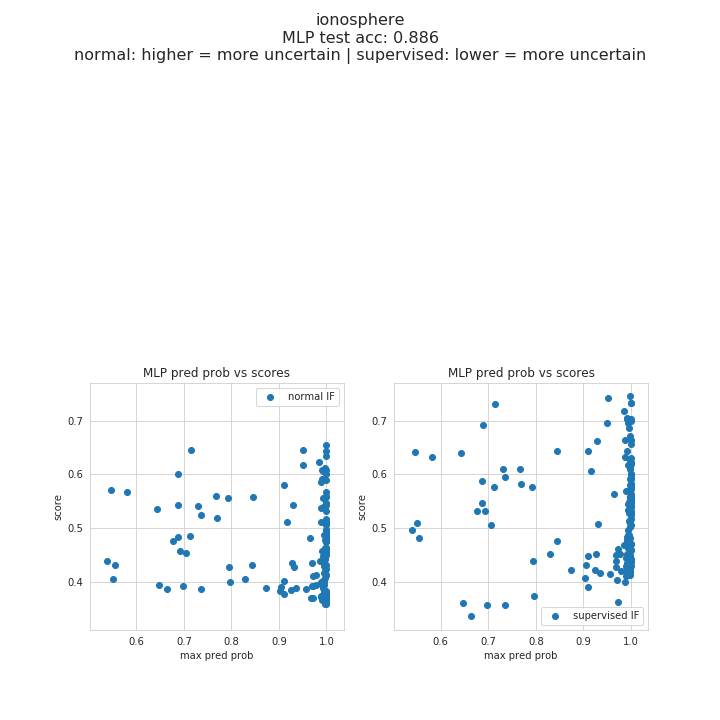 ionosphere
MLP test acc: 0.886
normal: higher = more uncertain | supervised: lower = more uncertain
MLP pred prob vs scores
normal IF
score
0.7
0.6
0.5
0.4
0.6
0.7
0.8
0.9
1.0
max pred prob
MLP pred prob vs scores
supervised IF
score
0.7
0.6
0.5
0.4
0.6
0.7
0.8
0.9
1.0
max pred prob